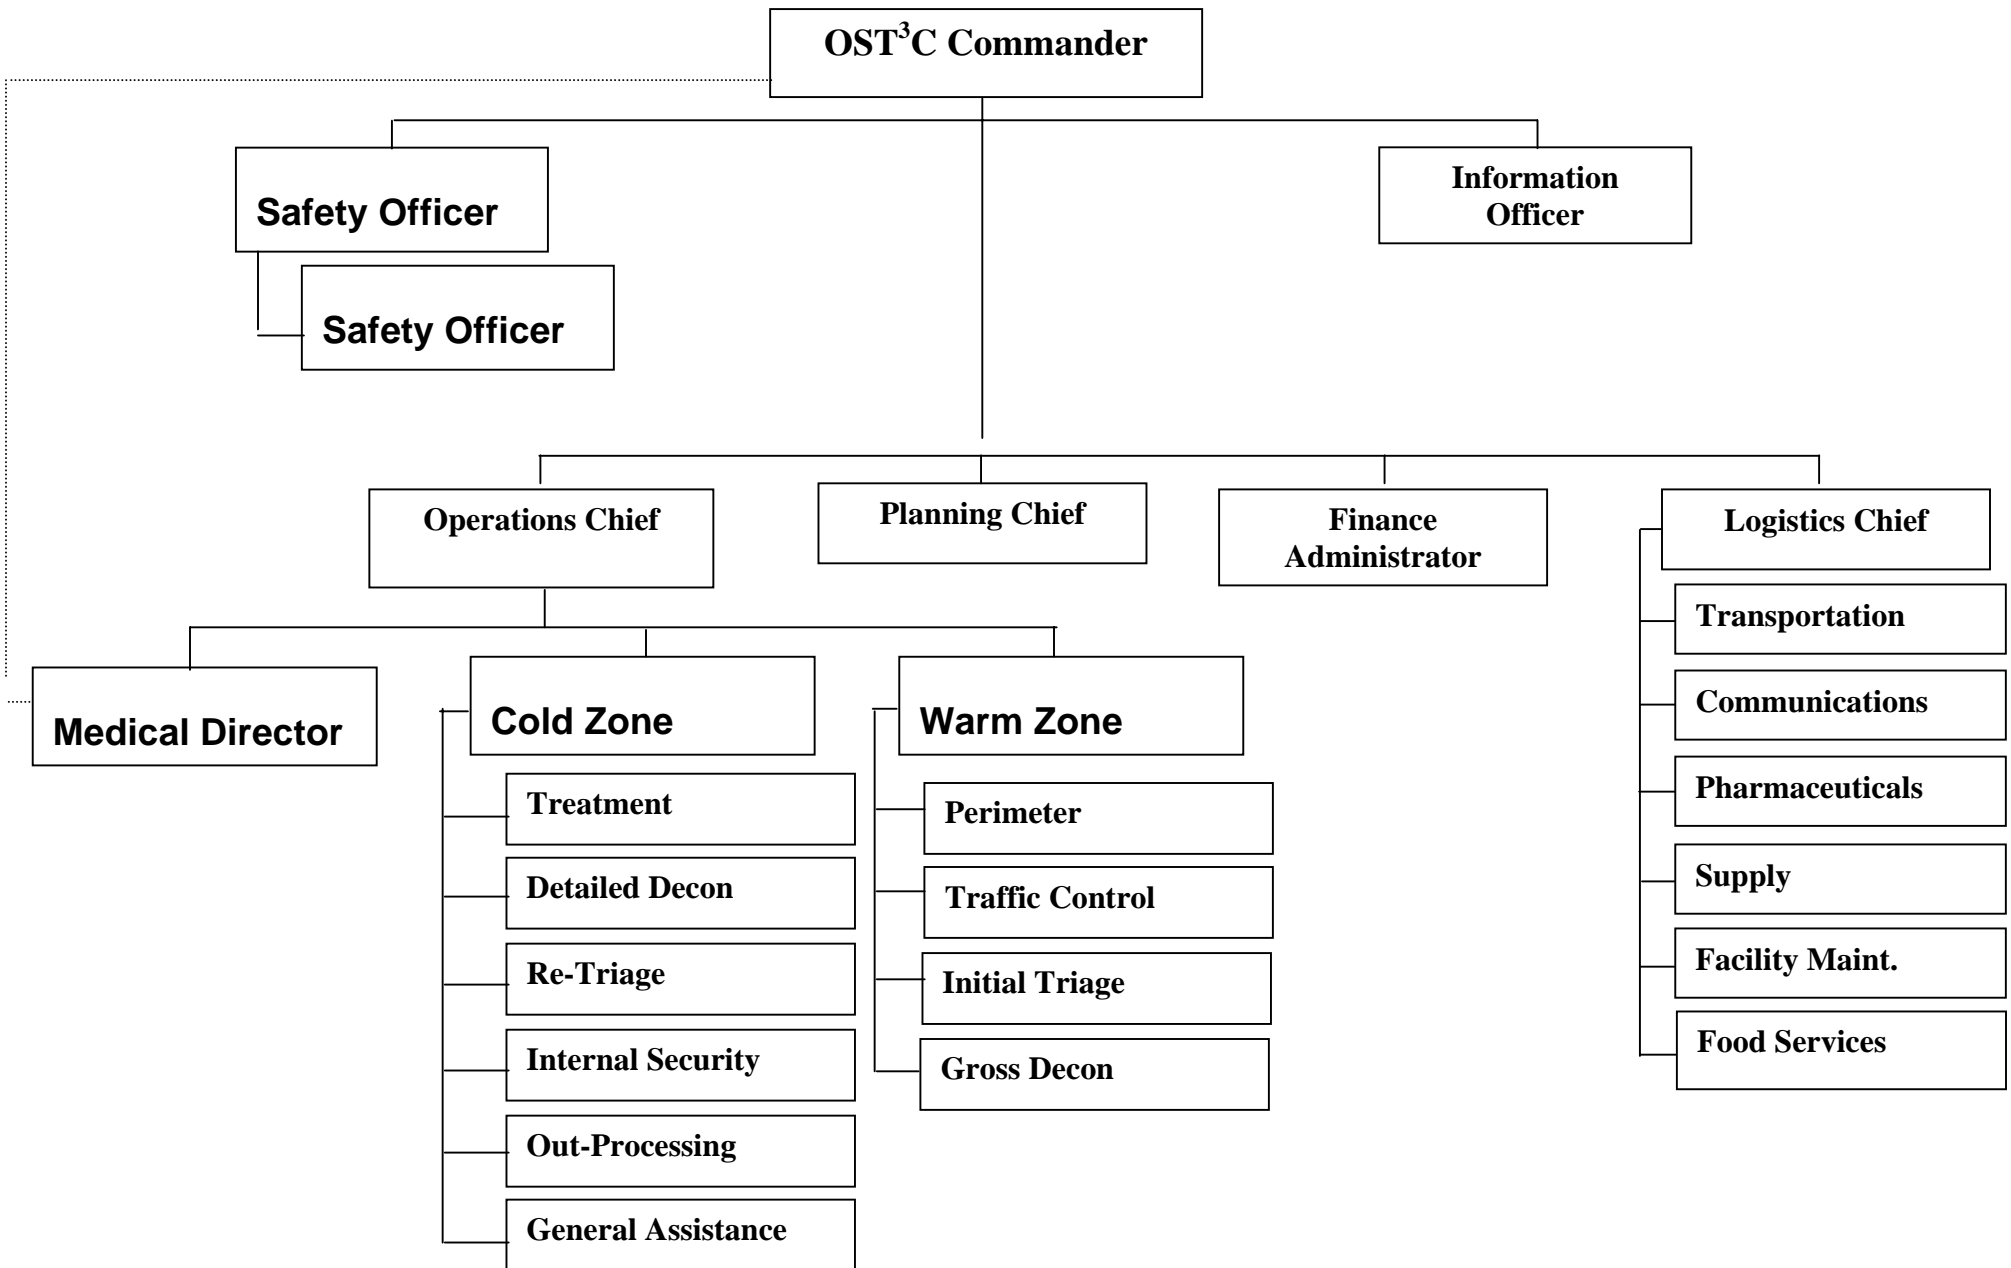 OST³C Commander
Safety Officer
Information
Officer
Safety Officer
Operations Chief
Planning Chief
Finance
Administrator
Logistics Chief
Medical Director
Cold Zone
Warm Zone
Treatment
Detailed Decon
Re-Triage
Internal Security
Out-Processing
General Assistance
Perimeter
Traffic Control
Initial Triage
Gross Decon
Transportation
Communications
Pharmaceuticals
Supply
Facility Maint.
Food Services